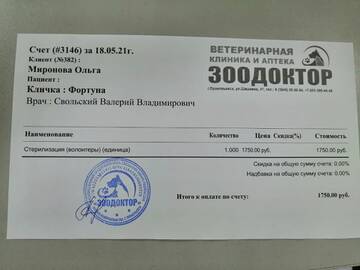 Счет (#3146) за 18.05.21г.
Клиент (№382) :
Миронова Ольга
Пациент :
Кличка : Фортуна
Врач : Свольский Валерий Владимирович
ВЕТЕРИНАРНАЯ
КЛИНИКА И АПТЕКА
ЗООДОКТОР
Наименование Количество Цена Скидка(%) Стоимость
Стерилизация (волонтеры) (единица) 1.000 1750.00 руб. 1750.00 руб.
Скидка на общую сумму счета: 0.00%
Надбавка на общую сумму счета: 0.00%
Итого к оплате по счету: 1750.00 руб.
ЗООДОКТОР